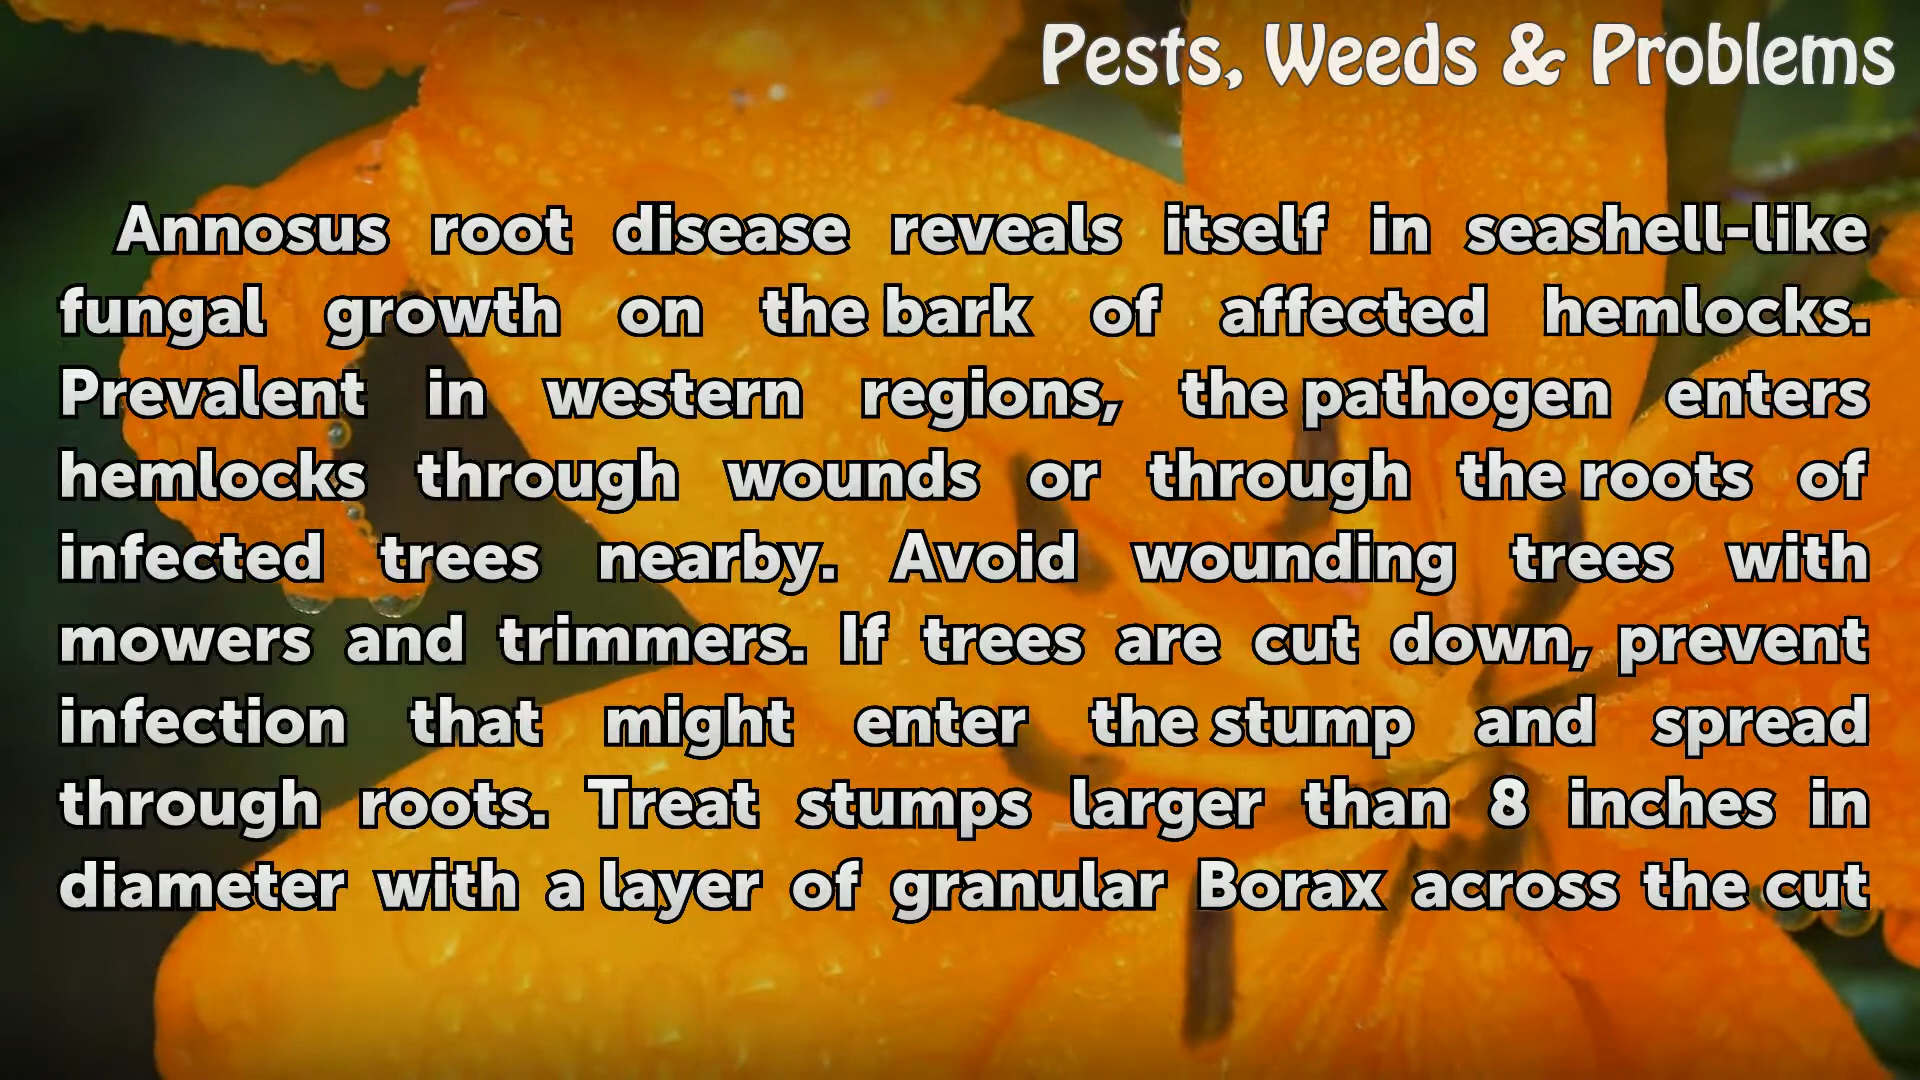 Pests, Weeds & Problems
Annosus root disease reveals itself in seashell-like
fungal growth on the bark of affected hemlocks.
Prevalent in western regions, the pathogen enters
hemlocks through wounds or through the roots of
infected trees nearby. Avoid wounding trees with
mowers and trimmers. If trees are cut down, prevent
infection that might enter the stump and spread
through roots. Treat stumps larger than 8 inches in
diameter with a layer of granular Borax across the cut